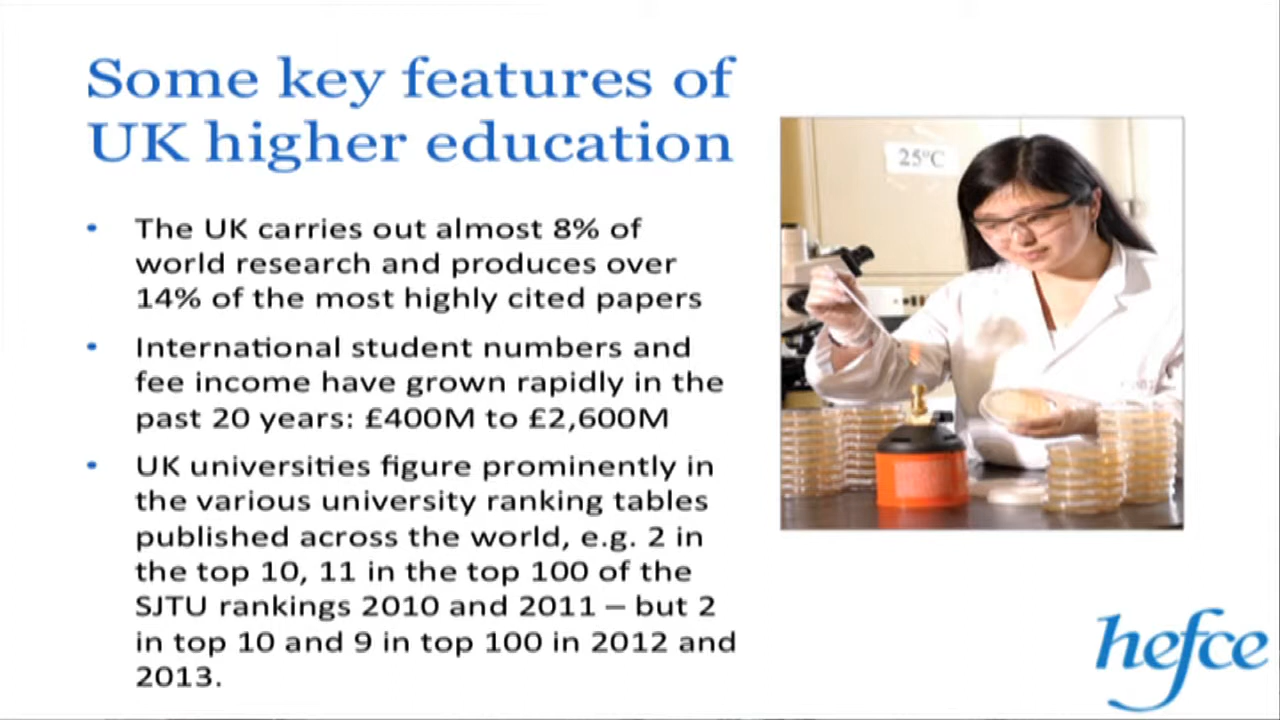 Some key features of
UK higher education
• The UK carries out almost 8% of
world research and produces over
14% of the most highly cited papers
• International student numbers and
fee income have grown rapidly in the
past 20 years: £400M to £2,600M
• UK universities figure prominently in
the various university ranking tables
published across the world, e.g. 2 in
the top 10, 11 in the top 100 of the
SJTU rankings 2010 and 2011 – but 2
in top 10 and 9 in top 100 in 2012 and
2013.
25°C
hefce